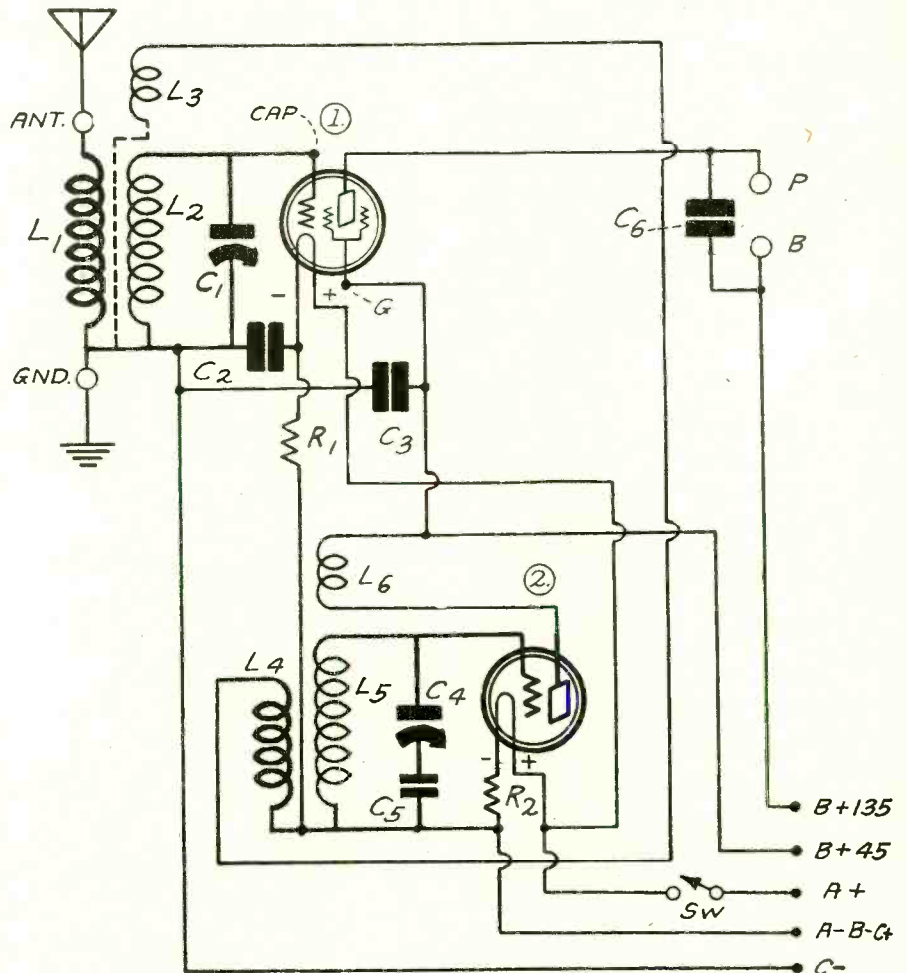 L3
ANT.
CAP
1.
P
L1
L2
C1
C6
B
-
+
G
GND.
C2
R1
C3
L6
2.
L4
L5
C4
-
+
C5
R2
B+135
B+45
A+
SW
A-B-C+
C-